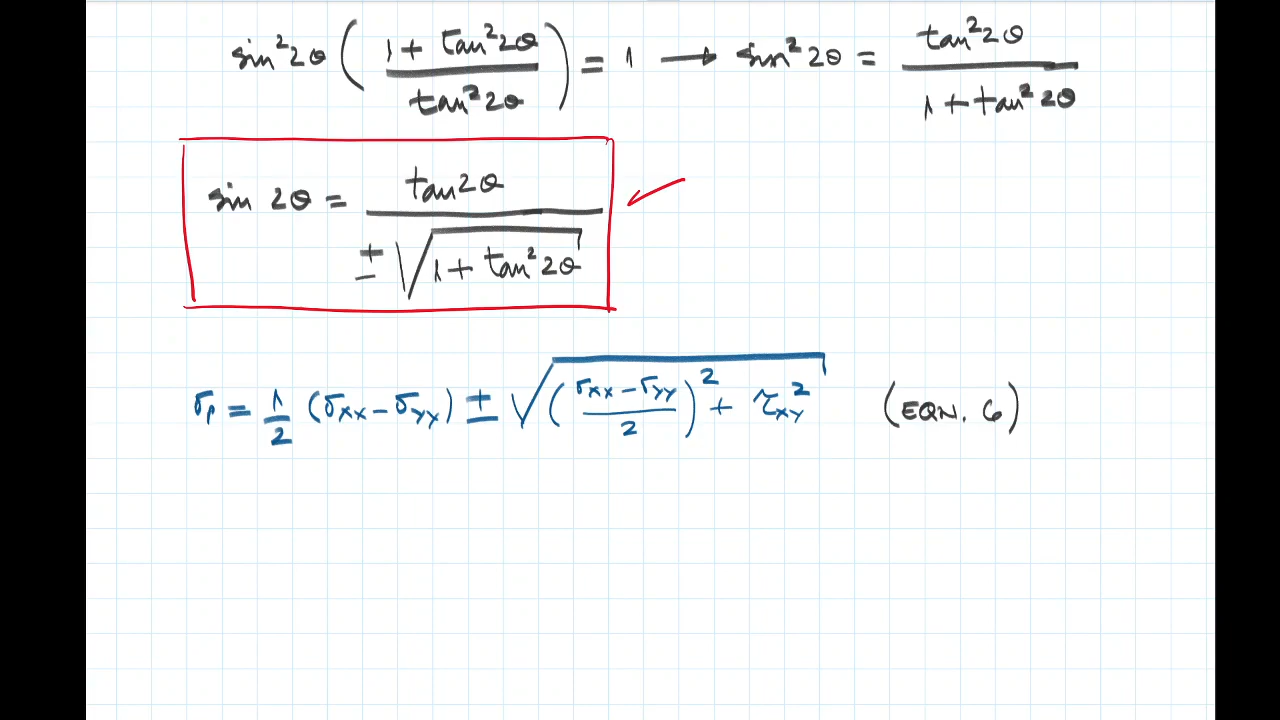 sin²2θ ( (1 + tan²2θ) / (tan²2θ) ) = 1 → sin²2θ = (tan²2θ) / (1 + tan²2θ)
sin 2θ = (tan2θ) / (± √(1 + tan²2θ))
σp = 1/2 (σxx − σyy) ± √( ((σxx − σyy) / 2)² + τxy² ) (EQN. 6)